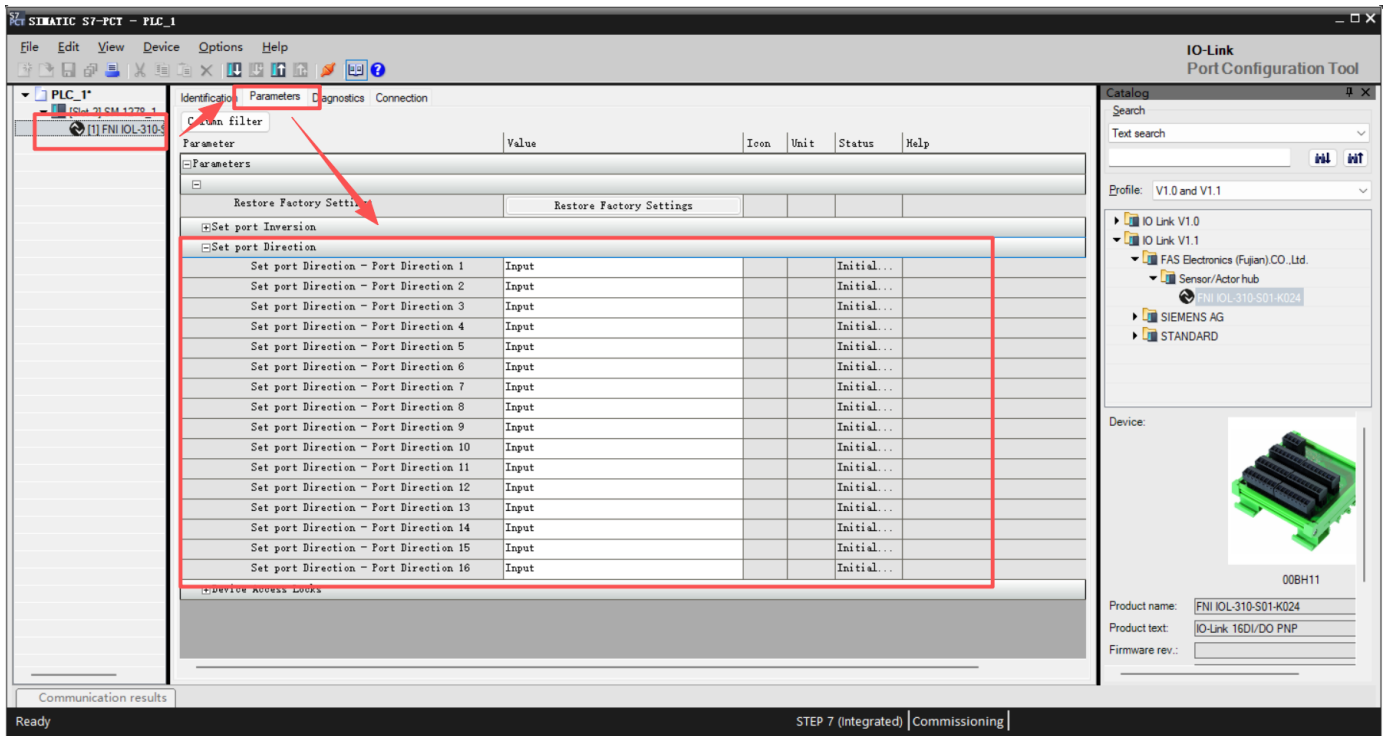 SIMATIC S7-PCT - PLC_1
File Edit View Device Options Help
IO-Link
Port Configuration Tool
PLC_1*
[Slot 2] SM 1278_1
[1] FNI IOL-310-S
Identification Parameters Diagnostics Connection
Column filter
Parameter Value Icon Unit Status Help
Parameters
Restore Factory Settings Restore Factory Settings
Set port Inversion
Set port Direction
Set port Direction - Port Direction 1 Input Initial...
Set port Direction - Port Direction 2 Input Initial...
Set port Direction - Port Direction 3 Input Initial...
Set port Direction - Port Direction 4 Input Initial...
Set port Direction - Port Direction 5 Input Initial...
Set port Direction - Port Direction 6 Input Initial...
Set port Direction - Port Direction 7 Input Initial...
Set port Direction - Port Direction 8 Input Initial...
Set port Direction - Port Direction 9 Input Initial...
Set port Direction - Port Direction 10 Input Initial...
Set port Direction - Port Direction 11 Input Initial...
Set port Direction - Port Direction 12 Input Initial...
Set port Direction - Port Direction 13 Input Initial...
Set port Direction - Port Direction 14 Input Initial...
Set port Direction - Port Direction 15 Input Initial...
Set port Direction - Port Direction 16 Input Initial...
Device Access Locks
Catalog
Search
Text search
Profile: V1.0 and V1.1
IO Link V1.0
IO Link V1.1
FAS Electronics (Fujian).CO.,Ltd.
Sensor/Actor hub
FNI IOL-310-S01-K024
SIEMENS AG
STANDARD
Device:
00BH11
Product name: FNI IOL-310-S01-K024
Product text: IO-Link 16DI/DO PNP
Firmware rev.:
Communication results
Ready STEP 7 (Integrated) Commissioning